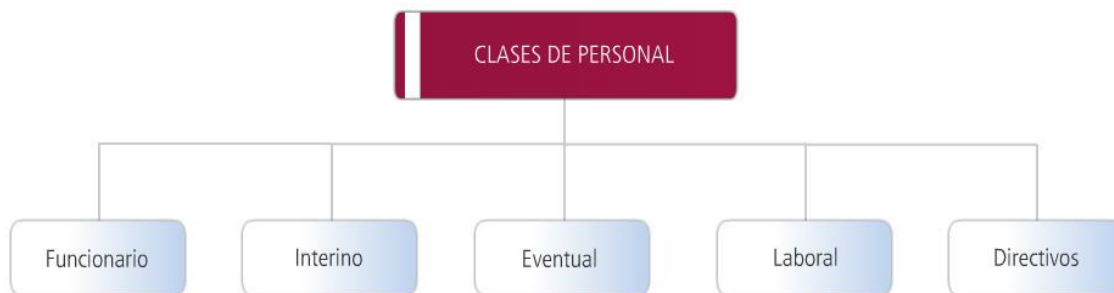 CLASES DE PERSONAL
Funcionario
Interino
Eventual
Laboral
Directivos